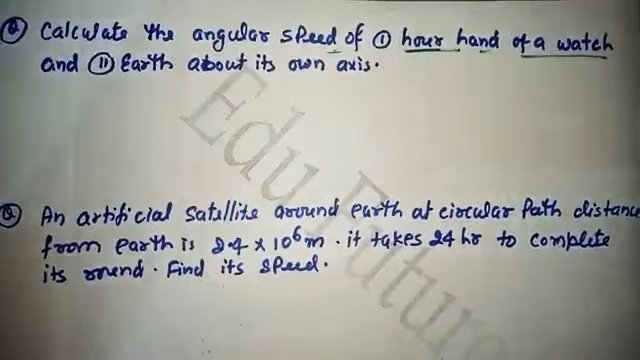 Q Calculate the angular speed of (i) hour hand of a watch
and (ii) Earth about its own axis.
Edu Future
Q An artificial satellite around earth at circular path distance
from earth is 2.4 × 10⁶ m. it takes 24 hr to complete
its round. Find its speed.